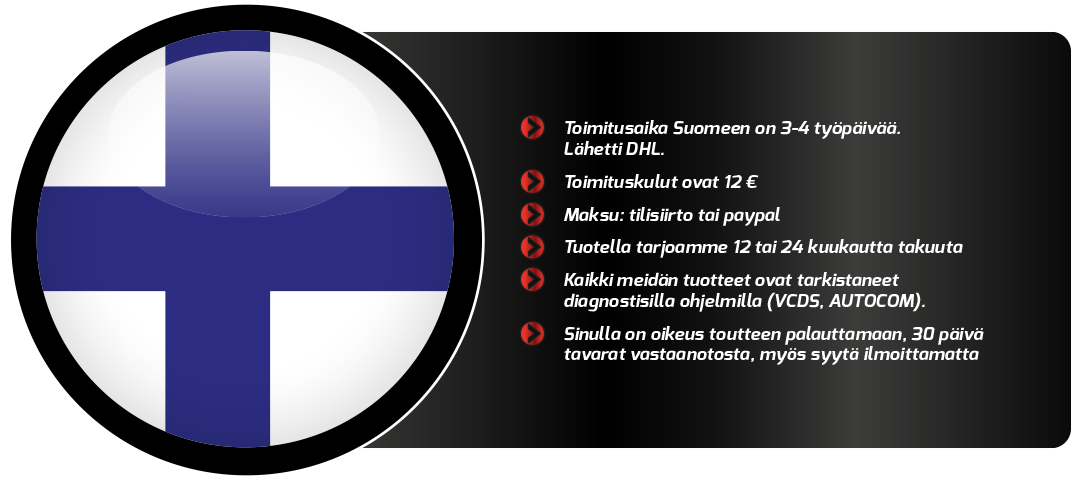 Toimitusaika Suomeen on 3-4 työpäivää.
Lähetti DHL.
Toimituskulut ovat 12 €
Maksu: tilisiirto tai paypal
Tuotella tarjoamme 12 tai 24 kuukautta takuuta
Kaikki meidän tuotteet ovat tarkistaneet
diagnostisilla ohjelmilla (VCDS, AUTOCOM).
Sinulla on oikeus toutteen palauttamaan, 30 päivä
tavarat vastaanotosta, myös syytä ilmoittamatta